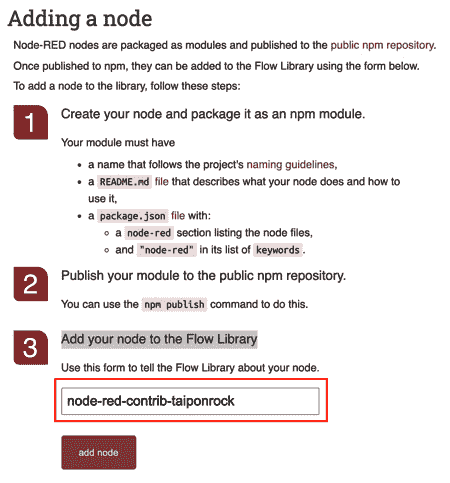 Adding a node
Node-RED nodes are packaged as modules and published to the public npm repository.
Once published to npm, they can be added to the Flow Library using the form below.
To add a node to the library, follow these steps:
1
Create your node and package it as an npm module.
Your module must have
• a name that follows the project's naming guidelines,
• a README.md file that describes what your node does and how to
use it,
• a package.json file with:
◦ a node-red section listing the node files,
◦ and "node-red" in its list of keywords.
2
Publish your module to the public npm repository.
You can use the npm publish command to do this.
3
Add your node to the Flow Library
Use this form to tell the Flow Library about your node.
node-red-contrib-taiponrock
add node